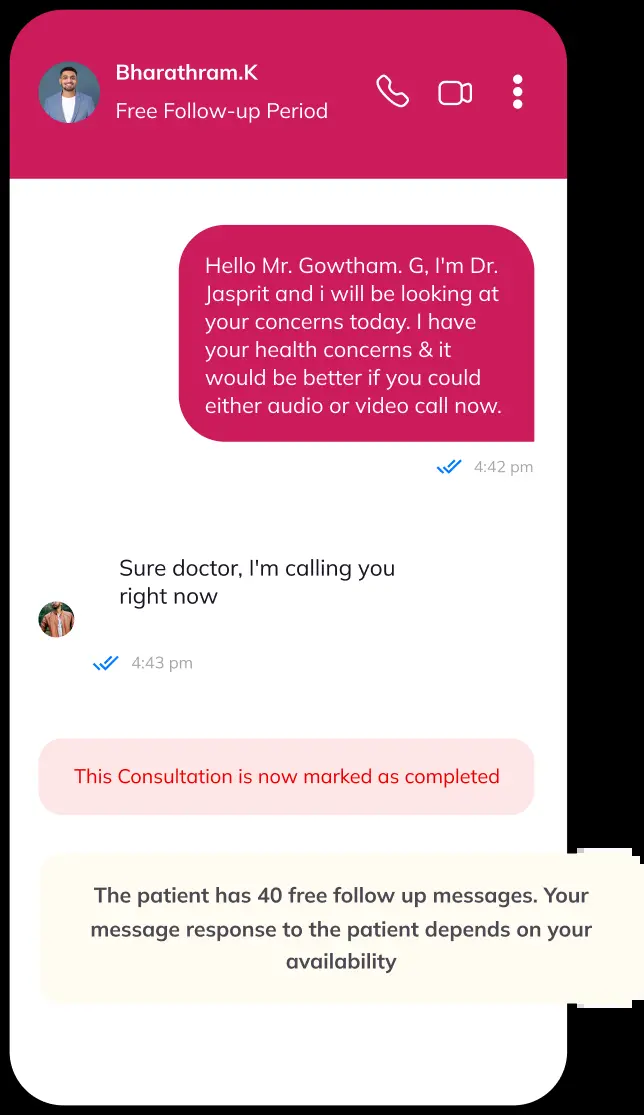 Bharathram.K
Free Follow-up Period
Hello Mr. Gowtham. G, I'm Dr.
Jasprit and i will be looking at
your concerns today. I have
your health concerns & it
would be better if you could
either audio or video call now.
4:42 pm
Sure doctor, I'm calling you
right now
4:43 pm
This Consultation is now marked as completed
The patient has 40 free follow up messages. Your
message response to the patient depends on your
availability